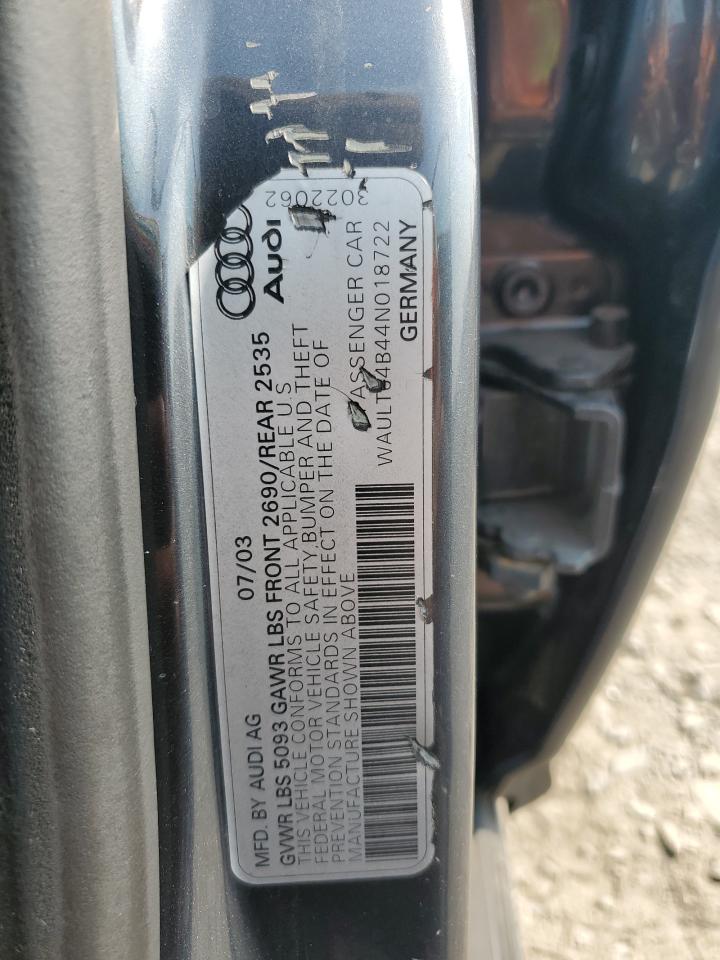 3022062
Audi
MFD. BY AUDI AG 07/03
GVWR LBS 5093 GAWR LBS FRONT 2690/REAR 2535
THIS VEHICLE CONFORMS TO ALL APPLICABLE U.S
FEDERAL MOTOR VEHICLE SAFETY,BUMPER AND THEFT
PREVENTION STANDARDS IN EFFECT ON THE DATE OF
MANUFACTURE SHOWN ABOVE PASSENGER CAR
WAULT64B44N018722
GERMANY